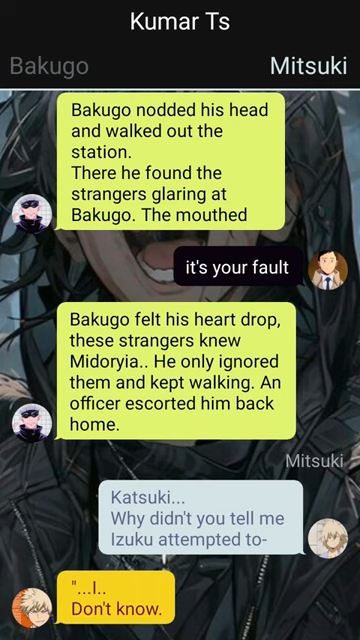 Kumar Ts
Bakugo
Mitsuki
Bakugo nodded his head
and walked out the
station.
There he found the
strangers glaring at
Bakugo. The mouthed
it's your fault
Bakugo felt his heart drop,
these strangers knew
Midoryia.. He only ignored
them and kept walking. An
officer escorted him back
home.
Mitsuki
Katsuki...
Why didn't you tell me
Izuku attempted to-
"...I..
Don't know.